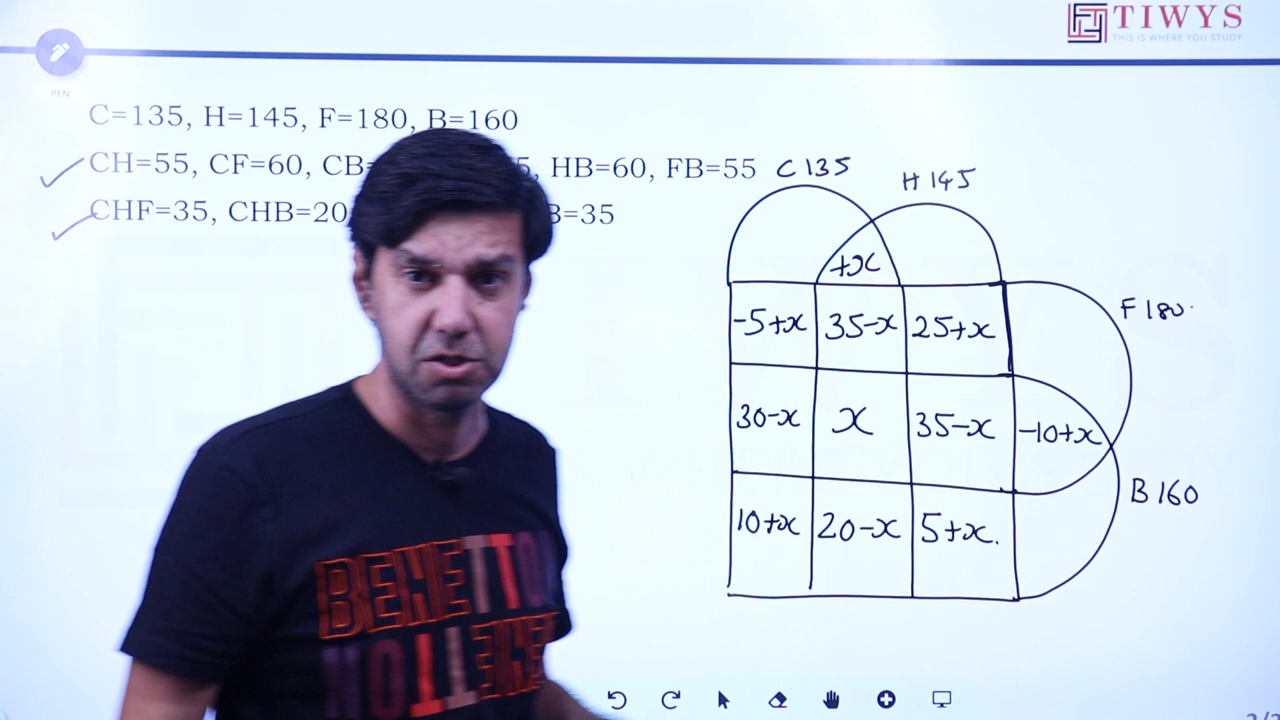 TIWYS
THIS IS WHERE YOU STUDY
PEN
C=135, H=145, F=180, B=160
CH=55, CF=60, CB= HB=60, FB=55
CHF=35, CHB=20 =35
C 135
H 145
+x
-5+x 35-x 25+x
F 180
30-x x 35-x -10+x
B 160
10+x 20-x 5+x.
BENETTON